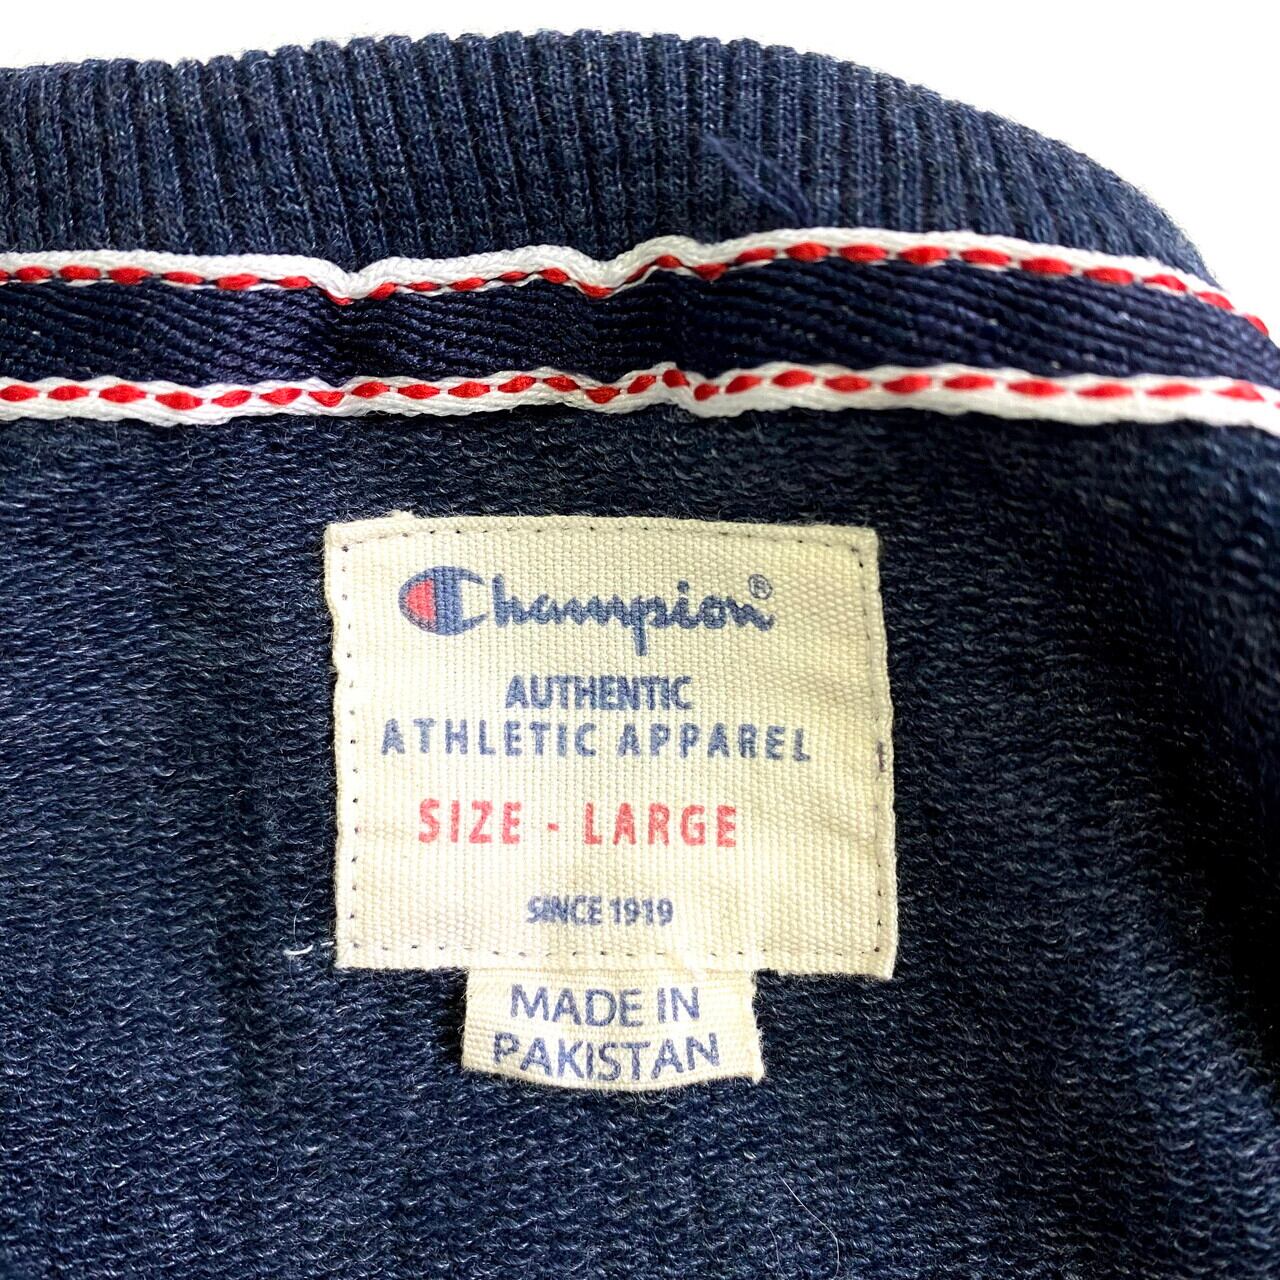 Champion®
AUTHENTIC
ATHLETIC APPAREL
SIZE - LARGE
SINCE 1919
MADE IN
PAKISTAN